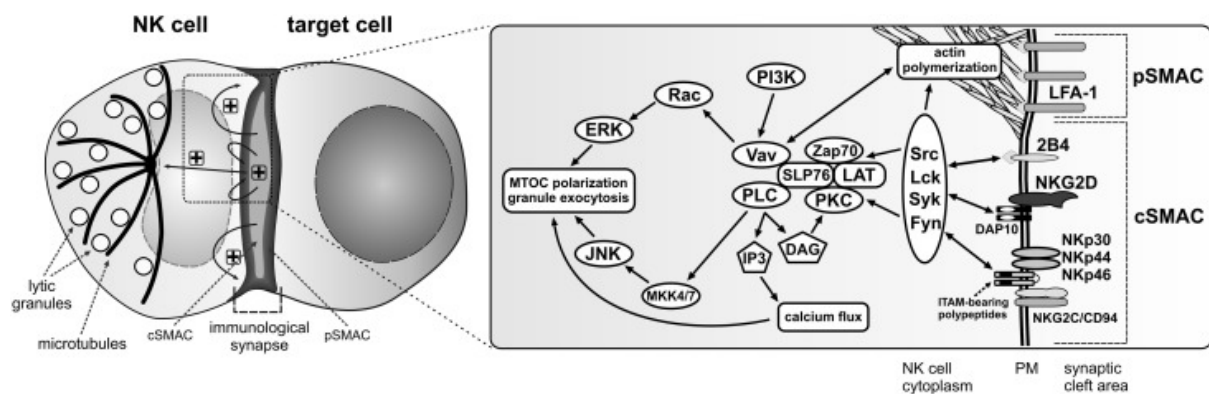 NK cell
target cell
lytic
granules
microtubules
cSMAC
immunological
synapse
pSMAC
actin
polymerization
pSMAC
LFA-1
PI3K
Rac
ERK
Vav
Zap70
SLP76
LAT
Src
Lck
Syk
Fyn
2B4
NKG2D
DAP10
cSMAC
MTOC polarization
granule exocytosis
PLC
PKC
IP3
DAG
JNK
MKK4/7
calcium flux
NKp30
NKp44
NKp46
ITAM-bearing
polypeptides
NKG2C/CD94
NK cell
cytoplasm
PM
synaptic
cleft area